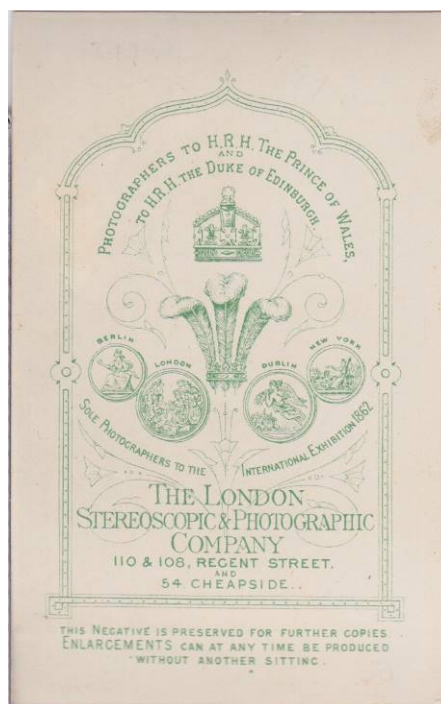 PHOTOGRAPHERS TO H.R.H. THE PRINCE OF WALES,
AND
TO H.R.H. THE DUKE OF EDINBURGH.
BERLIN
LONDON
DUBLIN
NEW YORK
SOLE PHOTOGRAPHERS TO THE INTERNATIONAL EXHIBITION 1862
THE LONDON
STEREOSCOPIC & PHOTOGRAPHIC
COMPANY
110 & 108, REGENT STREET.
AND
54 CHEAPSIDE..
THIS NEGATIVE IS PRESERVED FOR FURTHER COPIES
ENLARGEMENTS CAN AT ANY TIME BE PRODUCED
WITHOUT ANOTHER SITTING.